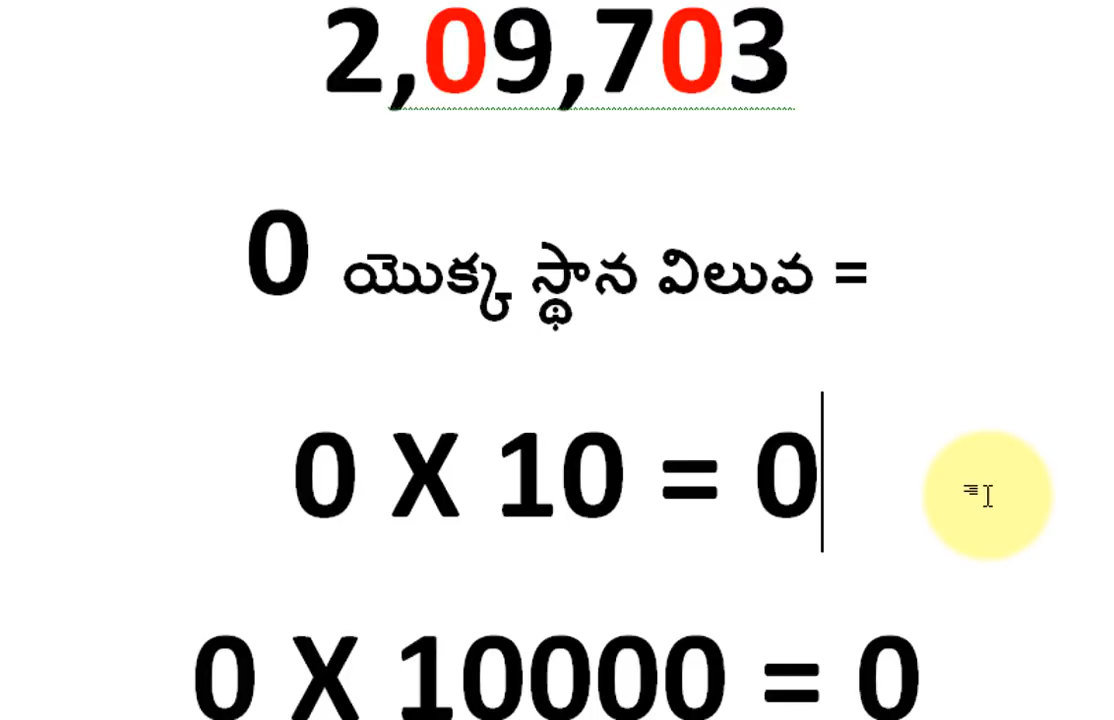 2,09,703
0 యొక్క స్థాన విలువ =
0 X 10 = 0
0 X 10000 = 0